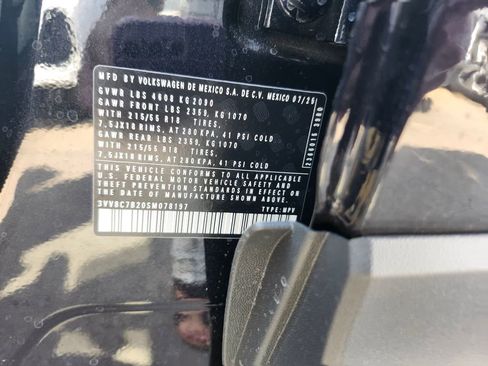 MFD BY VOLKSWAGEN DE MEXICO S.A. DE C.V. MEXICO 07/25
GVWR LBS 4608 KG 2090
GAWR FRONT LBS 2359, KG1070
WITH 215/55 R18 TIRES,
7.5JX18 RIMS, AT 280KPA, 41 PSI COLD
GAWR REAR LBS 2359, KG1070
WITH 215/55 R18 TIRES,
7.5JX18 RIMS, AT 280KPA, 41 PSI COLD
THIS VEHICLE CONFORMS TO ALL APPLICABLE
U.S. FEDERAL MOTOR VEHICLE SAFETY AND
THEFT PREVENTION STANDARDS IN EFFECT ON
THE DATE OF MANUFACTURE SHOWN ABOVE.
3VVBC7B20SM078197 TYPE: MPV